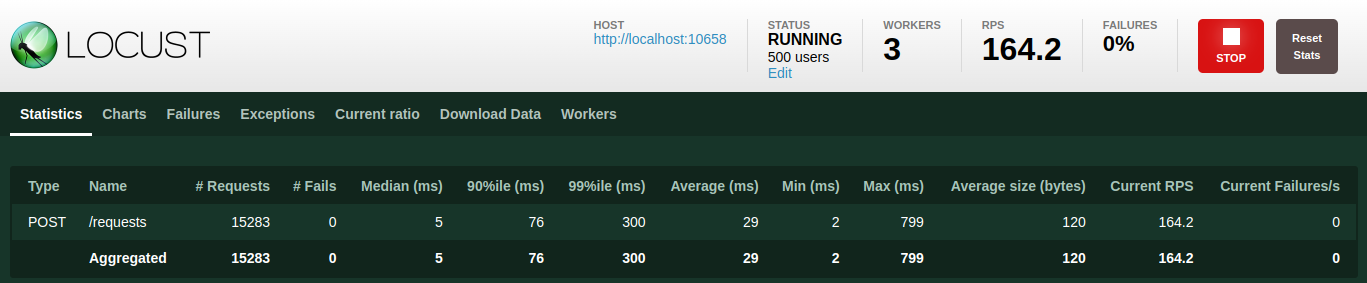 LOCUST
HOST
http://localhost:10658
STATUS
RUNNING
500 users
Edit
WORKERS
3
RPS
164.2
FAILURES
0%
STOP
Reset
Stats
Statistics Charts Failures Exceptions Current ratio Download Data Workers
Type Name # Requests # Fails Median (ms) 90%ile (ms) 99%ile (ms) Average (ms) Min (ms) Max (ms) Average size (bytes) Current RPS Current Failures/s
POST /requests 15283 0 5 76 300 29 2 799 120 164.2 0
Aggregated 15283 0 5 76 300 29 2 799 120 164.2 0